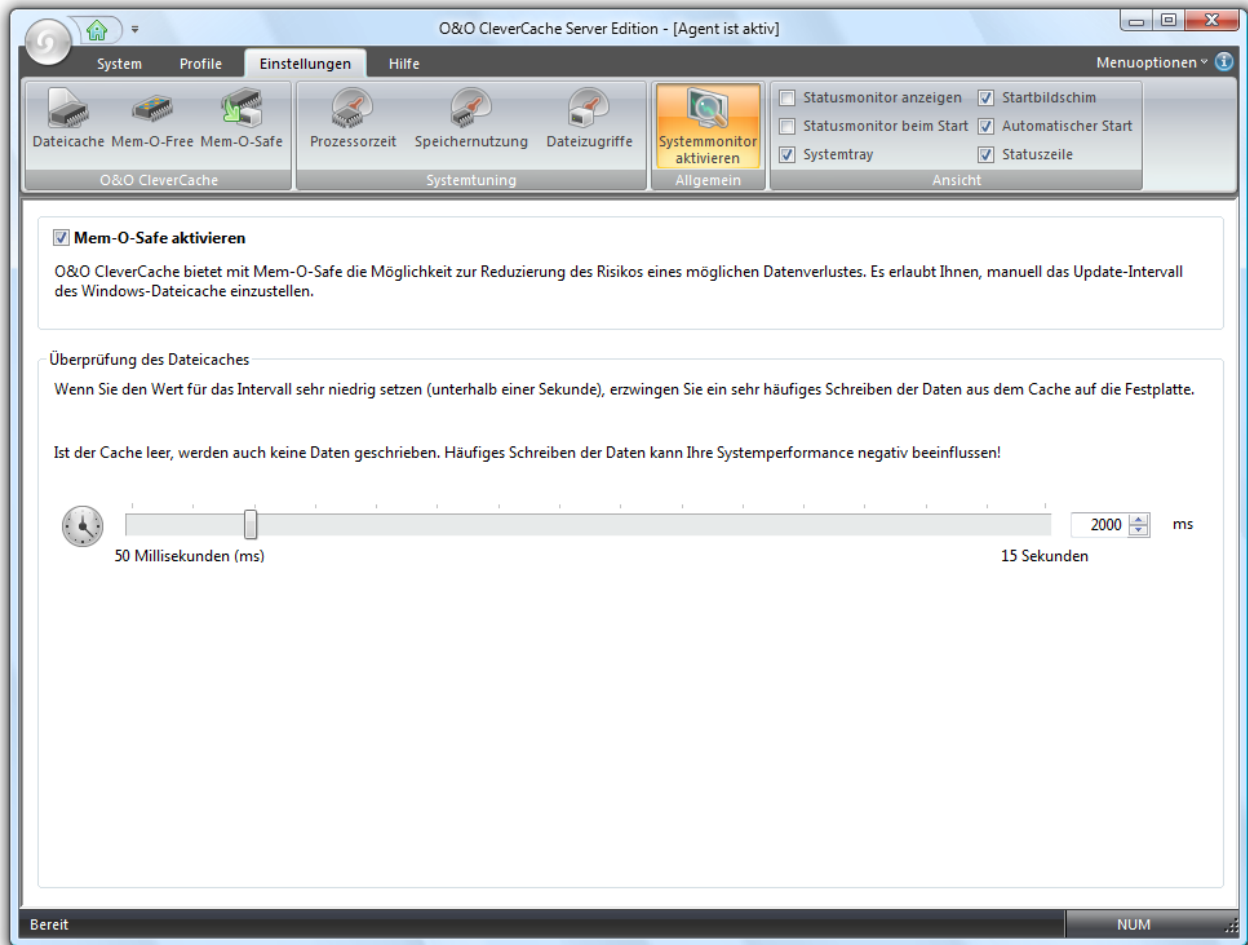 O&O CleverCache Server Edition - [Agent ist aktiv]
System Profile Einstellungen Hilfe Menuoptionen
Dateicache Mem-O-Free Mem-O-Safe
O&O CleverCache
Prozessorzeit Speichernutzung Dateizugriffe
Systemtuning
Systemmonitor
aktivieren
Allgemein
Statusmonitor anzeigen Startbildschim
Statusmonitor beim Start Automatischer Start
Systemtray Statuszeile
Ansicht
Mem-O-Safe aktivieren
O&O CleverCache bietet mit Mem-O-Safe die Möglichkeit zur Reduzierung des Risikos eines möglichen Datenverlustes. Es erlaubt Ihnen, manuell das Update-Intervall
des Windows-Dateicache einzustellen.
Überprüfung des Dateicaches
Wenn Sie den Wert für das Intervall sehr niedrig setzen (unterhalb einer Sekunde), erzwingen Sie ein sehr häufiges Schreiben der Daten aus dem Cache auf die Festplatte.
Ist der Cache leer, werden auch keine Daten geschrieben. Häufiges Schreiben der Daten kann Ihre Systemperformance negativ beeinflussen!
2000 ms
50 Millisekunden (ms) 15 Sekunden
Bereit NUM